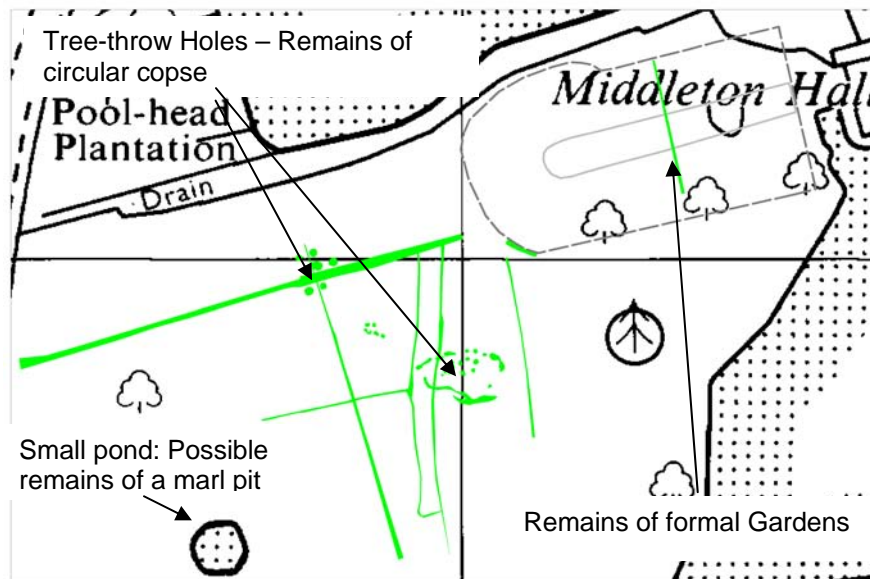 Tree-throw Holes – Remains of
circular copse
Middleton Hall
Pool-head
Plantation
Drain
Small pond: Possible
remains of a marl pit
Remains of formal Gardens